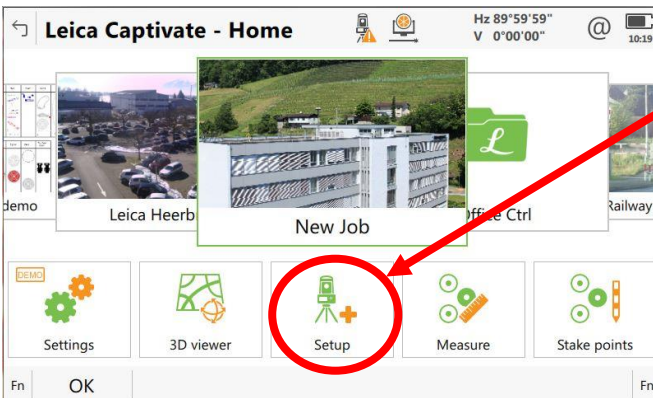 Leica Captivate - Home
Hz 89°59'59"
V 0°00'00"
@
10:19
demo
Leica Heerb
New Job
Office Ctrl
Railway
DEMO
Settings
3D viewer
Setup
Measure
Stake points
Fn
OK
Fn